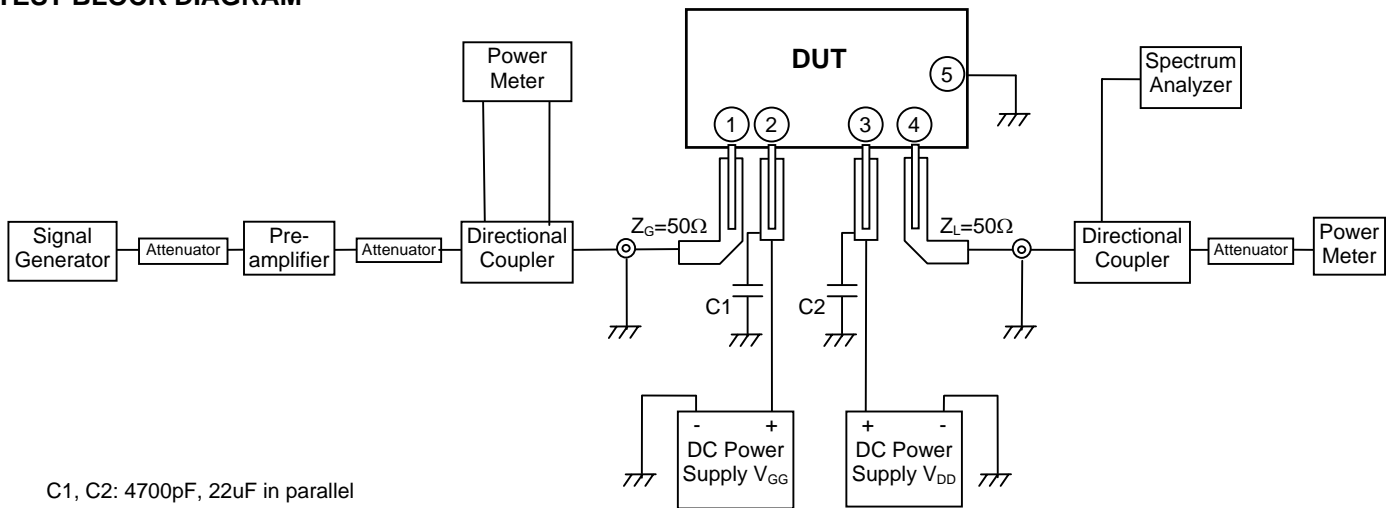 TEST BLOCK DIAGRAM
Power
Meter
DUT
5
Spectrum
Analyzer
1
2
3
4
Signal
Generator
Attenuator
Pre-
amplifier
Attenuator
Directional
Coupler
ZG=50Ω
ZL=50Ω
Directional
Coupler
Attenuator
Power
Meter
C1
C2
- +
DC Power
Supply VGG
+ -
DC Power
Supply VDD
C1, C2: 4700pF, 22uF in parallel